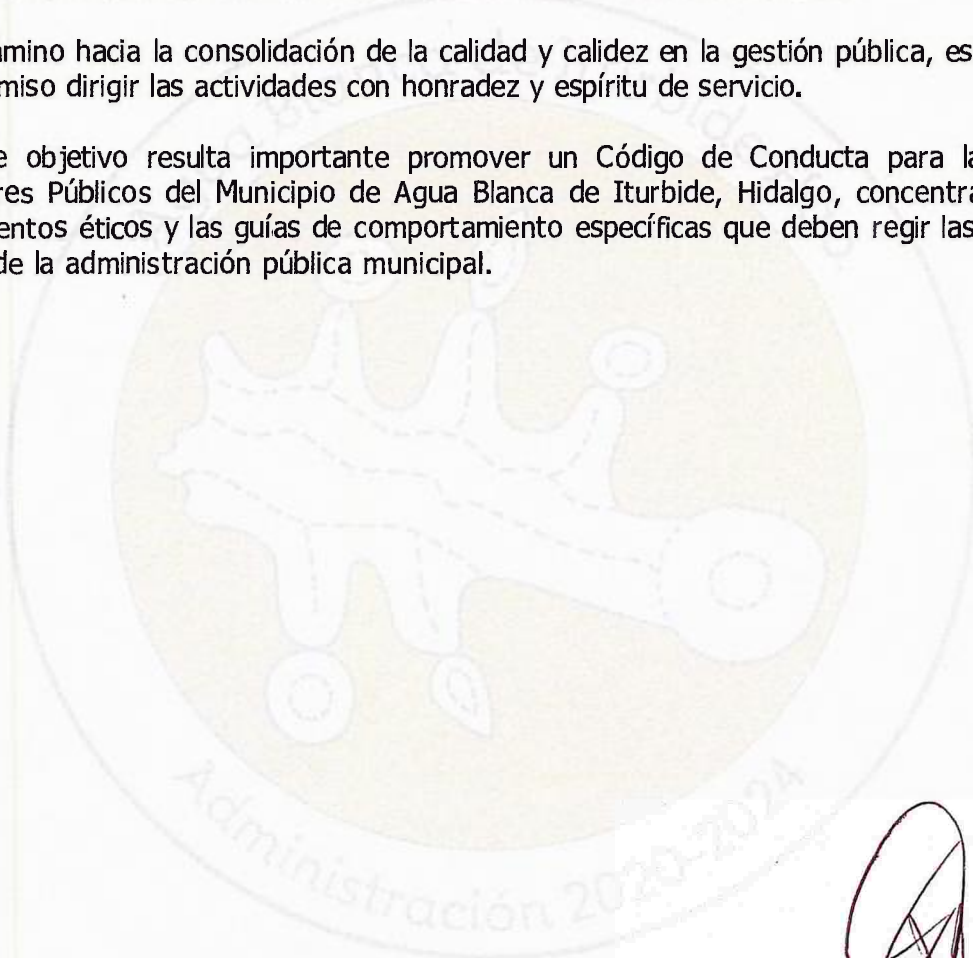 amino hacia la consolidación de la calidad y calidez en la gestión pública, es
miso dirigir las actividades con honradez y espíritu de servicio.
e objetivo resulta importante promover un Código de Conducta para la
res Públicos del Municipio de Agua Blanca de Iturbide, Hidalgo, concentra
entos éticos y las guías de comportamiento específicas que deben regir las
de la administración pública municipal.
Administración 2020-2024